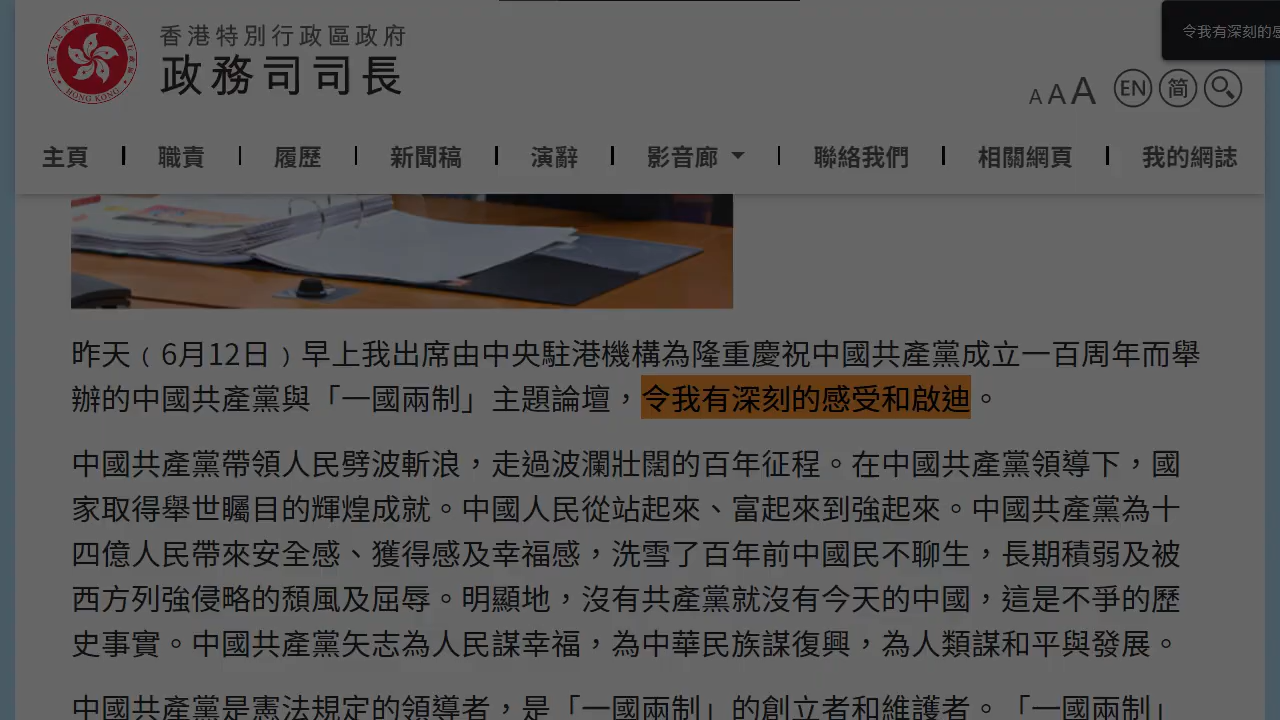 令我有深刻的
香港特別行政區政府
政務司司長
HONG KONG
A A A EN 简
主頁 職責 履歷 新聞稿 演辭 影音廊 聯絡我們 相關網頁 我的網誌
昨天﹙6月12日﹚早上我出席由中央駐港機構為隆重慶祝中國共產黨成立一百周年而舉
辦的中國共產黨與「一國兩制」主題論壇，令我有深刻的感受和啟迪。
中國共產黨帶領人民劈波斬浪，走過波瀾壯闊的百年征程。在中國共產黨領導下，國
家取得舉世矚目的輝煌成就。中國人民從站起來、富起來到強起來。中國共產黨為十
四億人民帶來安全感、獲得感及幸福感，洗雪了百年前中國民不聊生，長期積弱及被
西方列強侵略的頹風及屈辱。明顯地，沒有共產黨就沒有今天的中國，這是不爭的歷
史事實。中國共產黨矢志為人民謀幸福，為中華民族謀復興，為人類謀和平與發展。
中國共產黨是憲法規定的領導者，是「一國兩制」的創立者和維護者。「一國兩制」